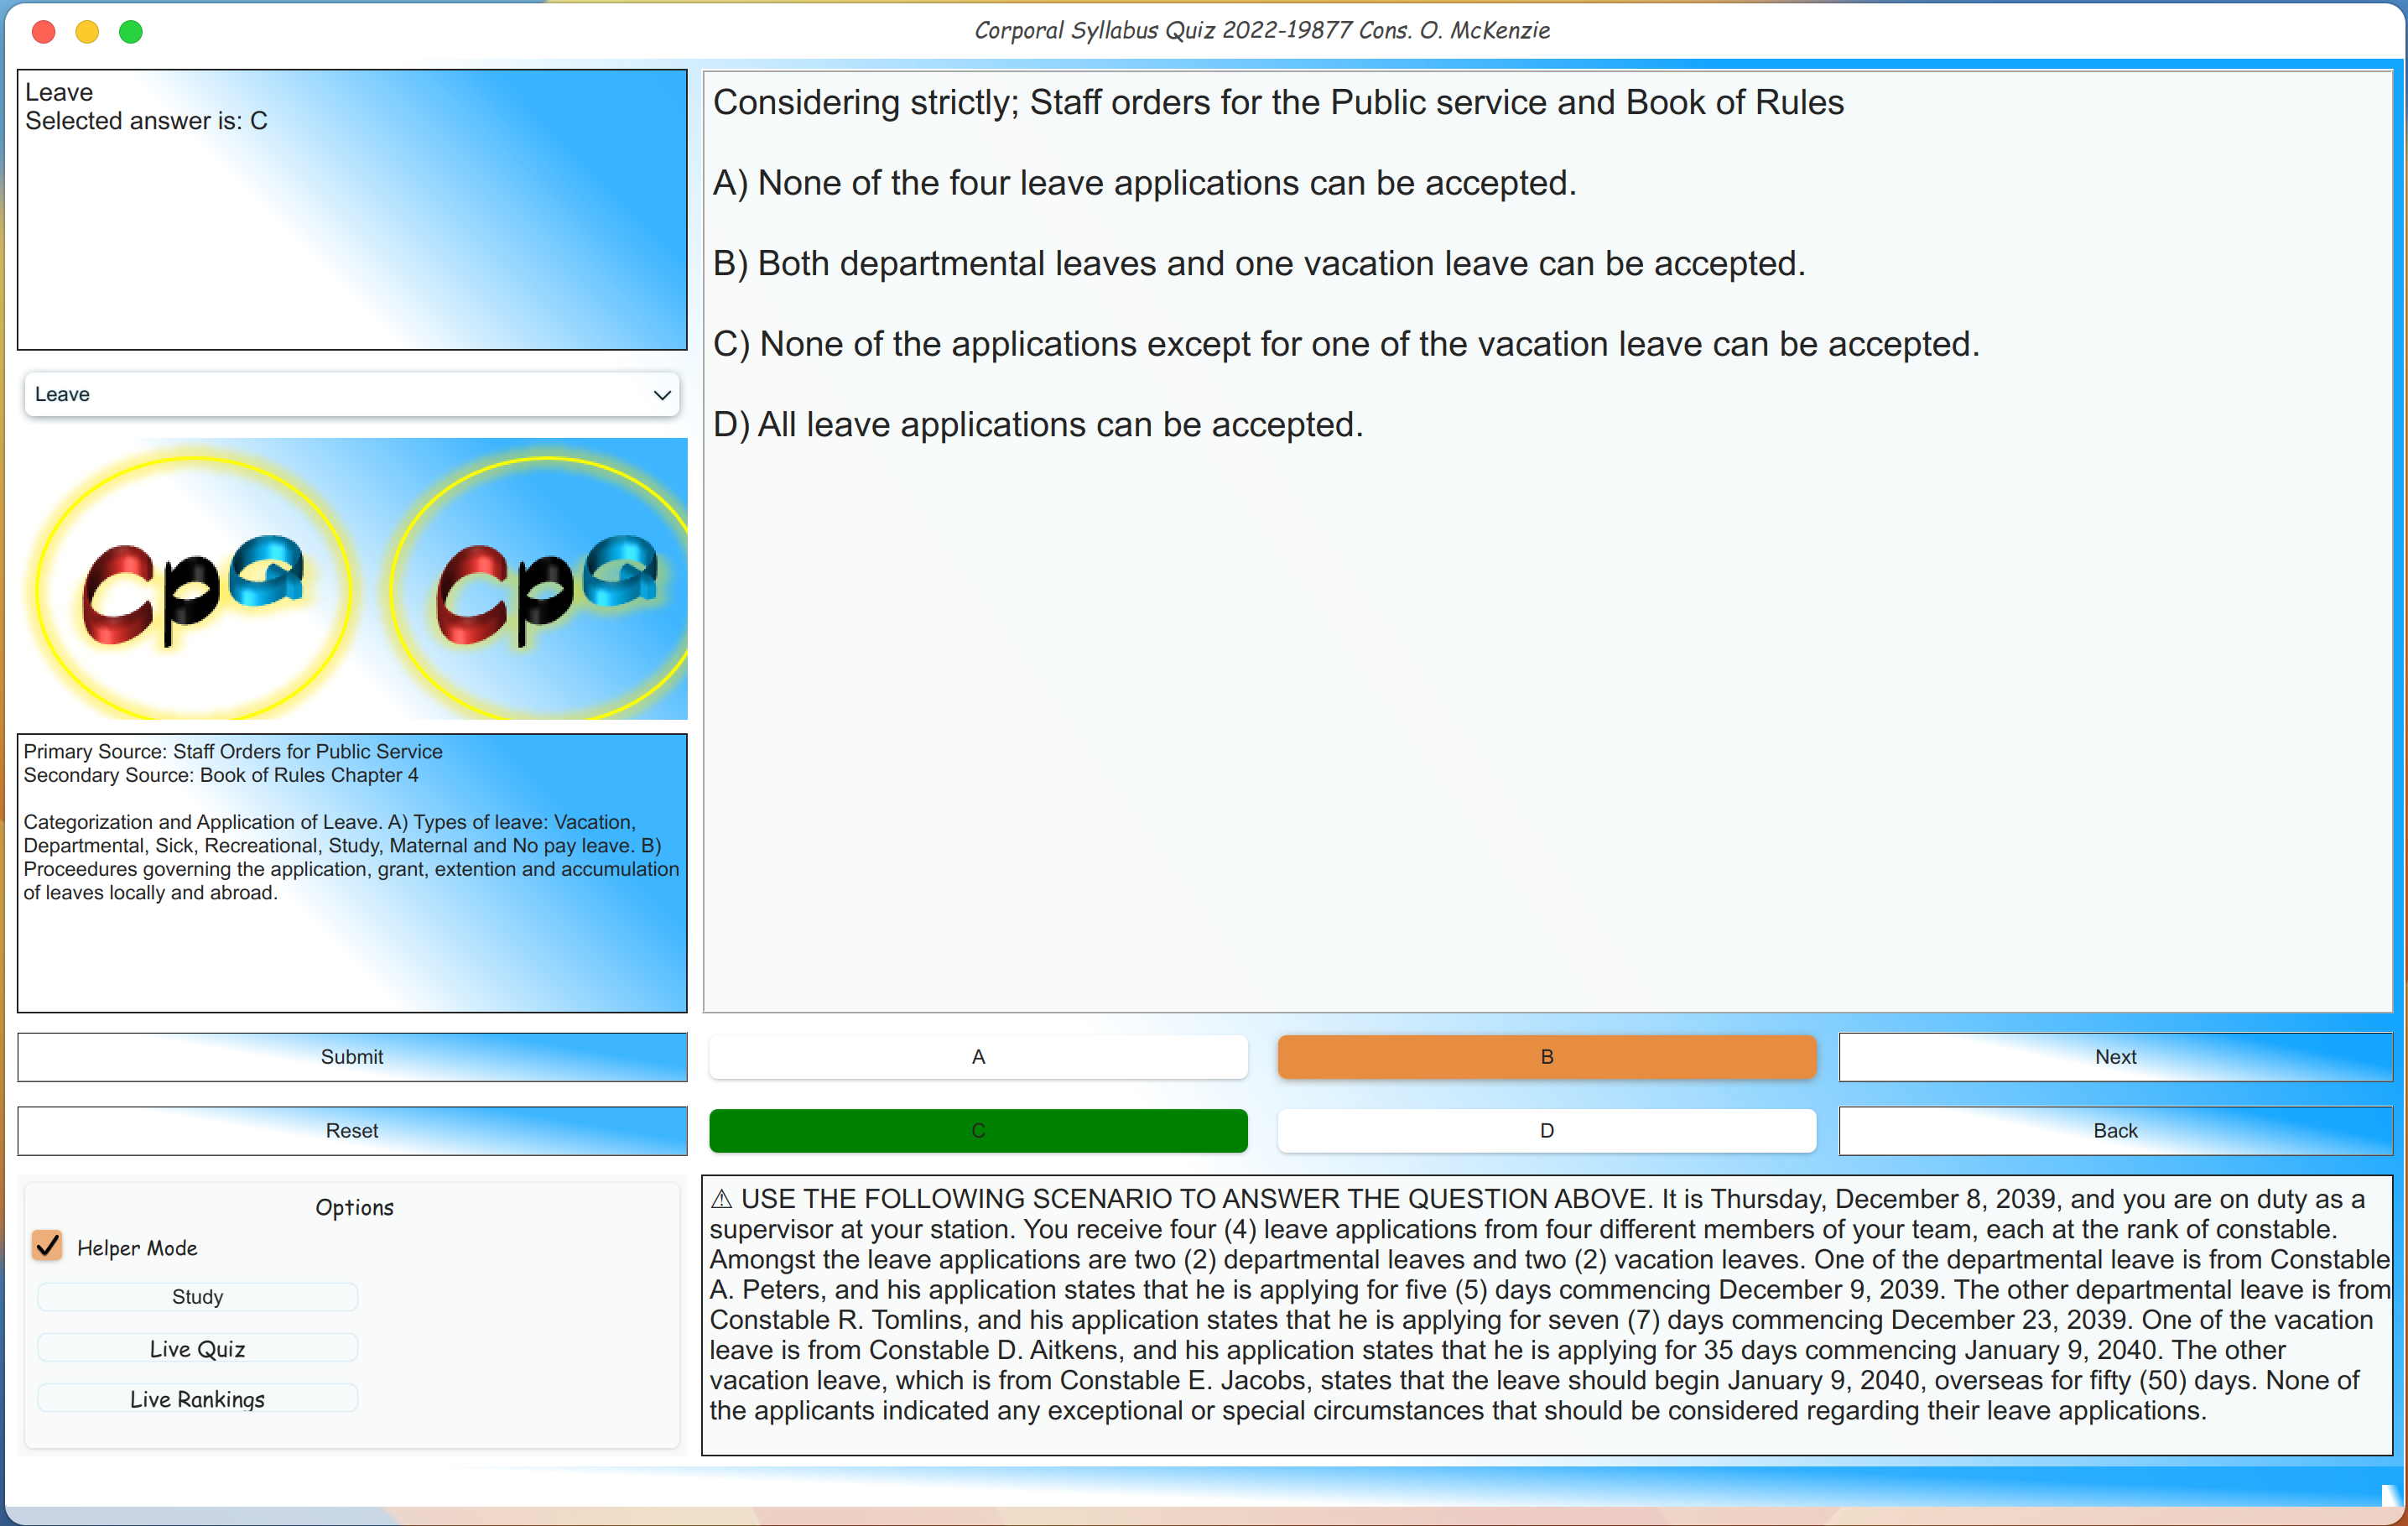 Corporal Syllabus Quiz 2022-19877 Cons. O. McKenzie
Leave
Selected answer is: C
Leave
Cpa
Cpa
Primary Source: Staff Orders for Public Service
Secondary Source: Book of Rules Chapter 4
Categorization and Application of Leave. A) Types of leave: Vacation,
Departmental, Sick, Recreational, Study, Maternal and No pay leave. B)
Proceedures governing the application, grant, extention and accumulation
of leaves locally and abroad.
Submit
Reset
Options
Helper Mode
Study
Live Quiz
Live Rankings
Considering strictly; Staff orders for the Public service and Book of Rules
A) None of the four leave applications can be accepted.
B) Both departmental leaves and one vacation leave can be accepted.
C) None of the applications except for one of the vacation leave can be accepted.
D) All leave applications can be accepted.
A
B
Next
C
D
Back
⚠ USE THE FOLLOWING SCENARIO TO ANSWER THE QUESTION ABOVE. It is Thursday, December 8, 2039, and you are on duty as a
supervisor at your station. You receive four (4) leave applications from four different members of your team, each at the rank of constable.
Amongst the leave applications are two (2) departmental leaves and two (2) vacation leaves. One of the departmental leave is from Constable
A. Peters, and his application states that he is applying for five (5) days commencing December 9, 2039. The other departmental leave is from
Constable R. Tomlins, and his application states that he is applying for seven (7) days commencing December 23, 2039. One of the vacation
leave is from Constable D. Aitkens, and his application states that he is applying for 35 days commencing January 9, 2040. The other
vacation leave, which is from Constable E. Jacobs, states that the leave should begin January 9, 2040, overseas for fifty (50) days. None of
the applicants indicated any exceptional or special circumstances that should be considered regarding their leave applications.